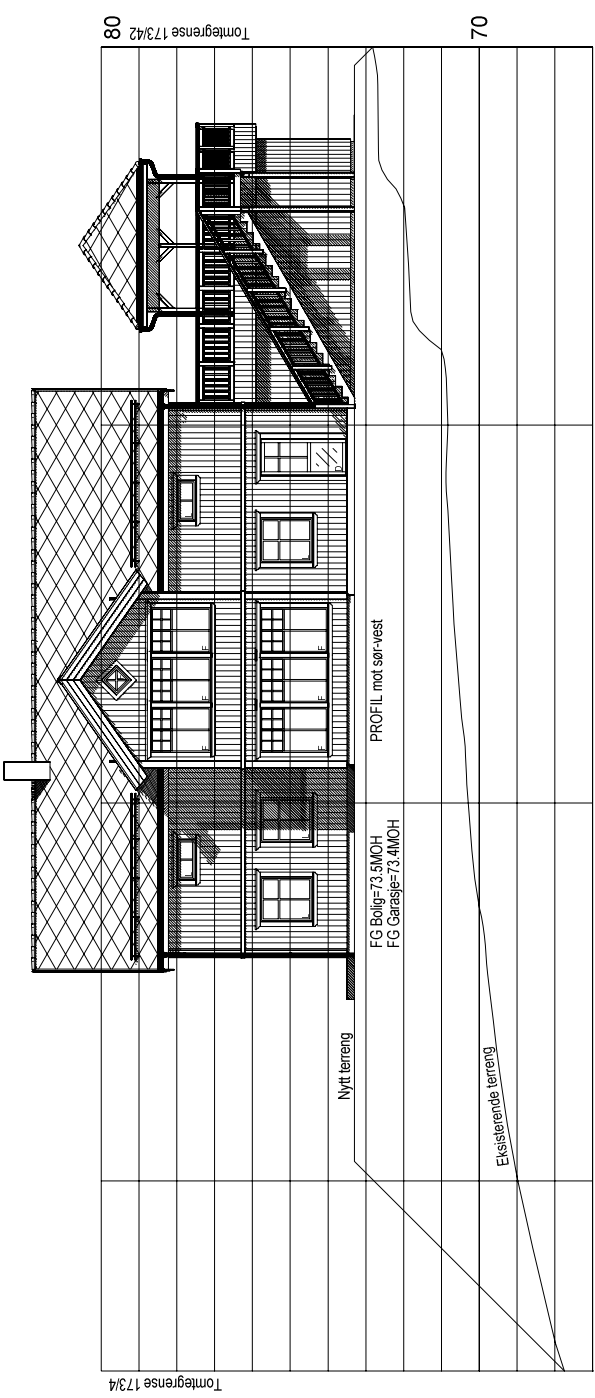 80
Tomtegrense 173/42
70
PROFIL mot sør-vest
FG Bolig=73.5MOH
FG Garasje=73.4MOH
Nytt terreng
Eksisterende terreng
Tomtegrense 173/4